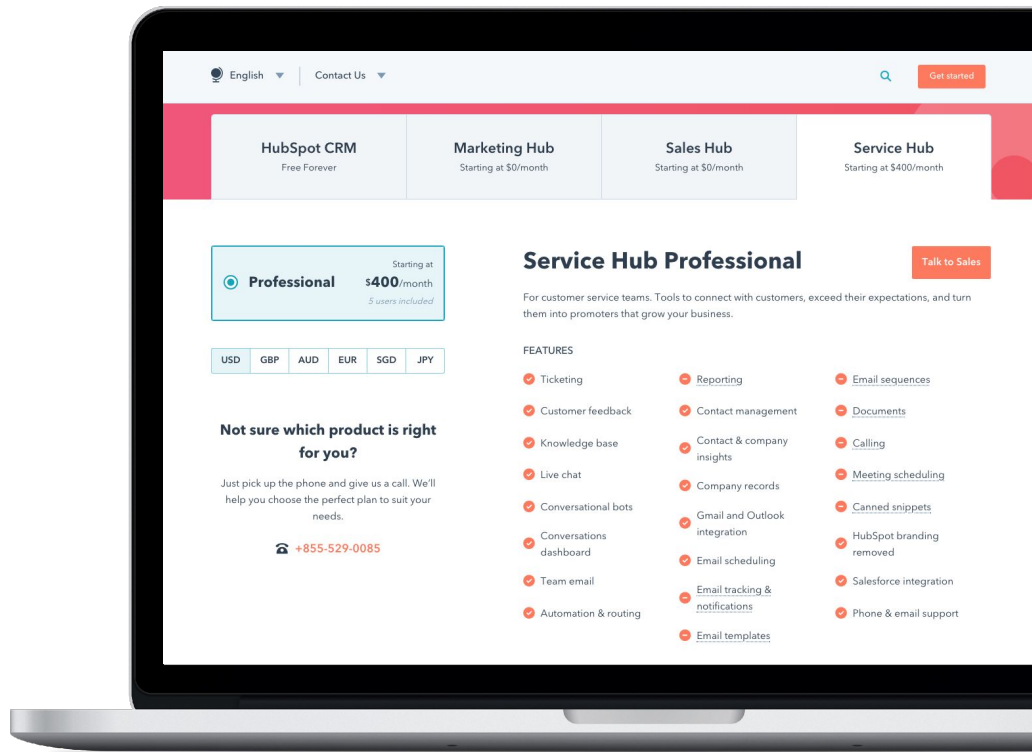 English
Contact Us
Get started
HubSpot CRM
Free Forever
Marketing Hub
Starting at $0/month
Sales Hub
Starting at $0/month
Service Hub
Starting at $400/month
Professional
Starting at
$400/month
5 users included
USD GBP AUD EUR SGD JPY
Not sure which product is right
for you?
Just pick up the phone and give us a call. We'll
help you choose the perfect plan to suit your
needs.
+855-529-0085
Service Hub Professional
Talk to Sales
For customer service teams. Tools to connect with customers, exceed their expectations, and turn
them into promoters that grow your business.
FEATURES
Ticketing
Customer feedback
Knowledge base
Live chat
Conversational bots
Conversations
dashboard
Team email
Automation & routing
Reporting
Contact management
Contact & company
insights
Company records
Gmail and Outlook
integration
Email scheduling
Email tracking &
notifications
Email templates
Email sequences
Documents
Calling
Meeting scheduling
Canned snippets
HubSpot branding
removed
Salesforce integration
Phone & email support